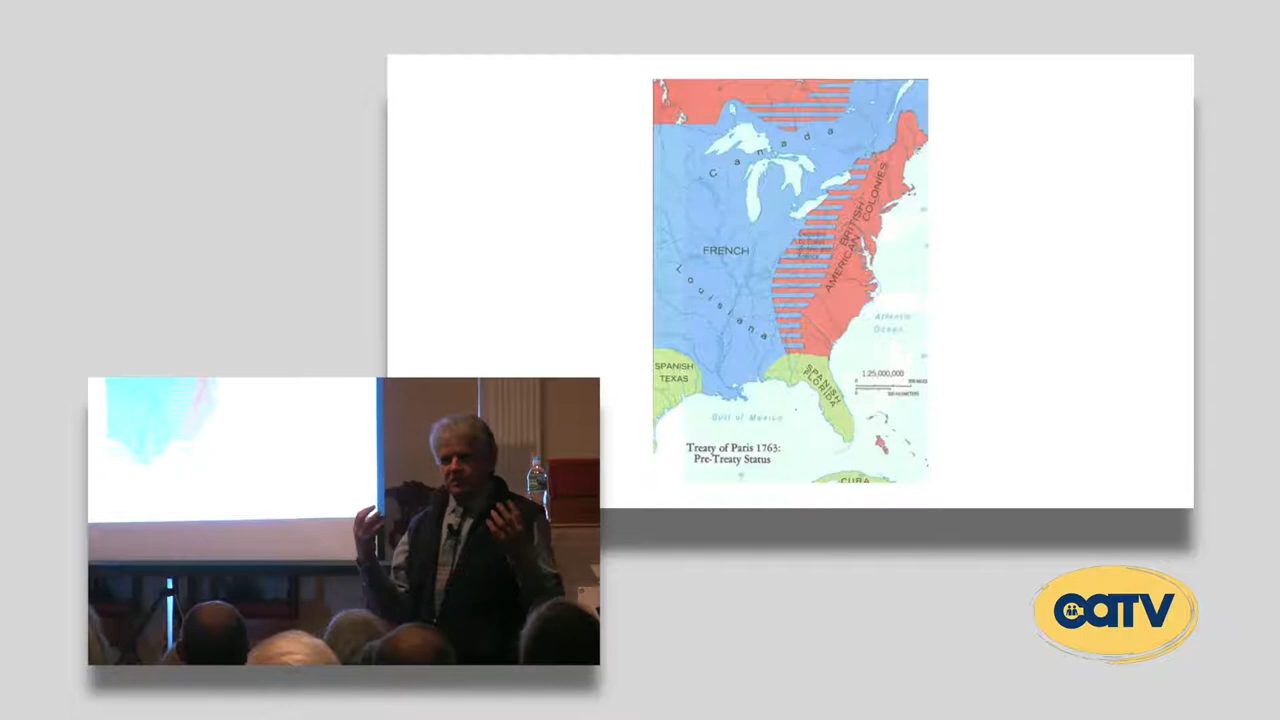 Canada
BRITISH
AMERICAN COLONIES
FRENCH
Louisiana
Atlantic
Ocean
SPANISH
TEXAS
SPANISH
FLORIDA
1:25,000,000
Gulf of Mexico
Treaty of Paris 1763:
Pre-Treaty Status
CUBA
CATV